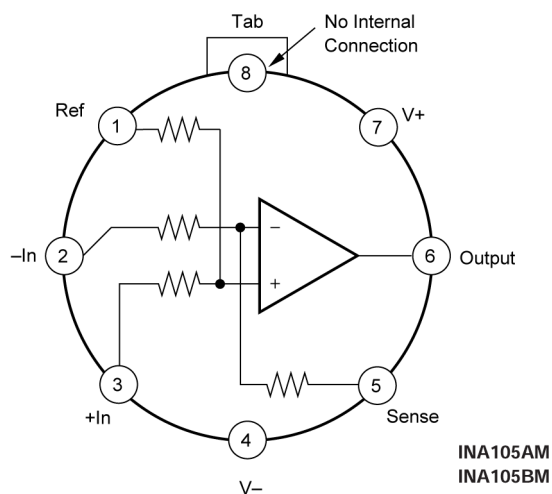 Tab
No Internal
Connection
8
Ref
1
7
V+
–In
2
–
+
6
Output
3
+In
5
Sense
4
V–
INA105AM
INA105BM